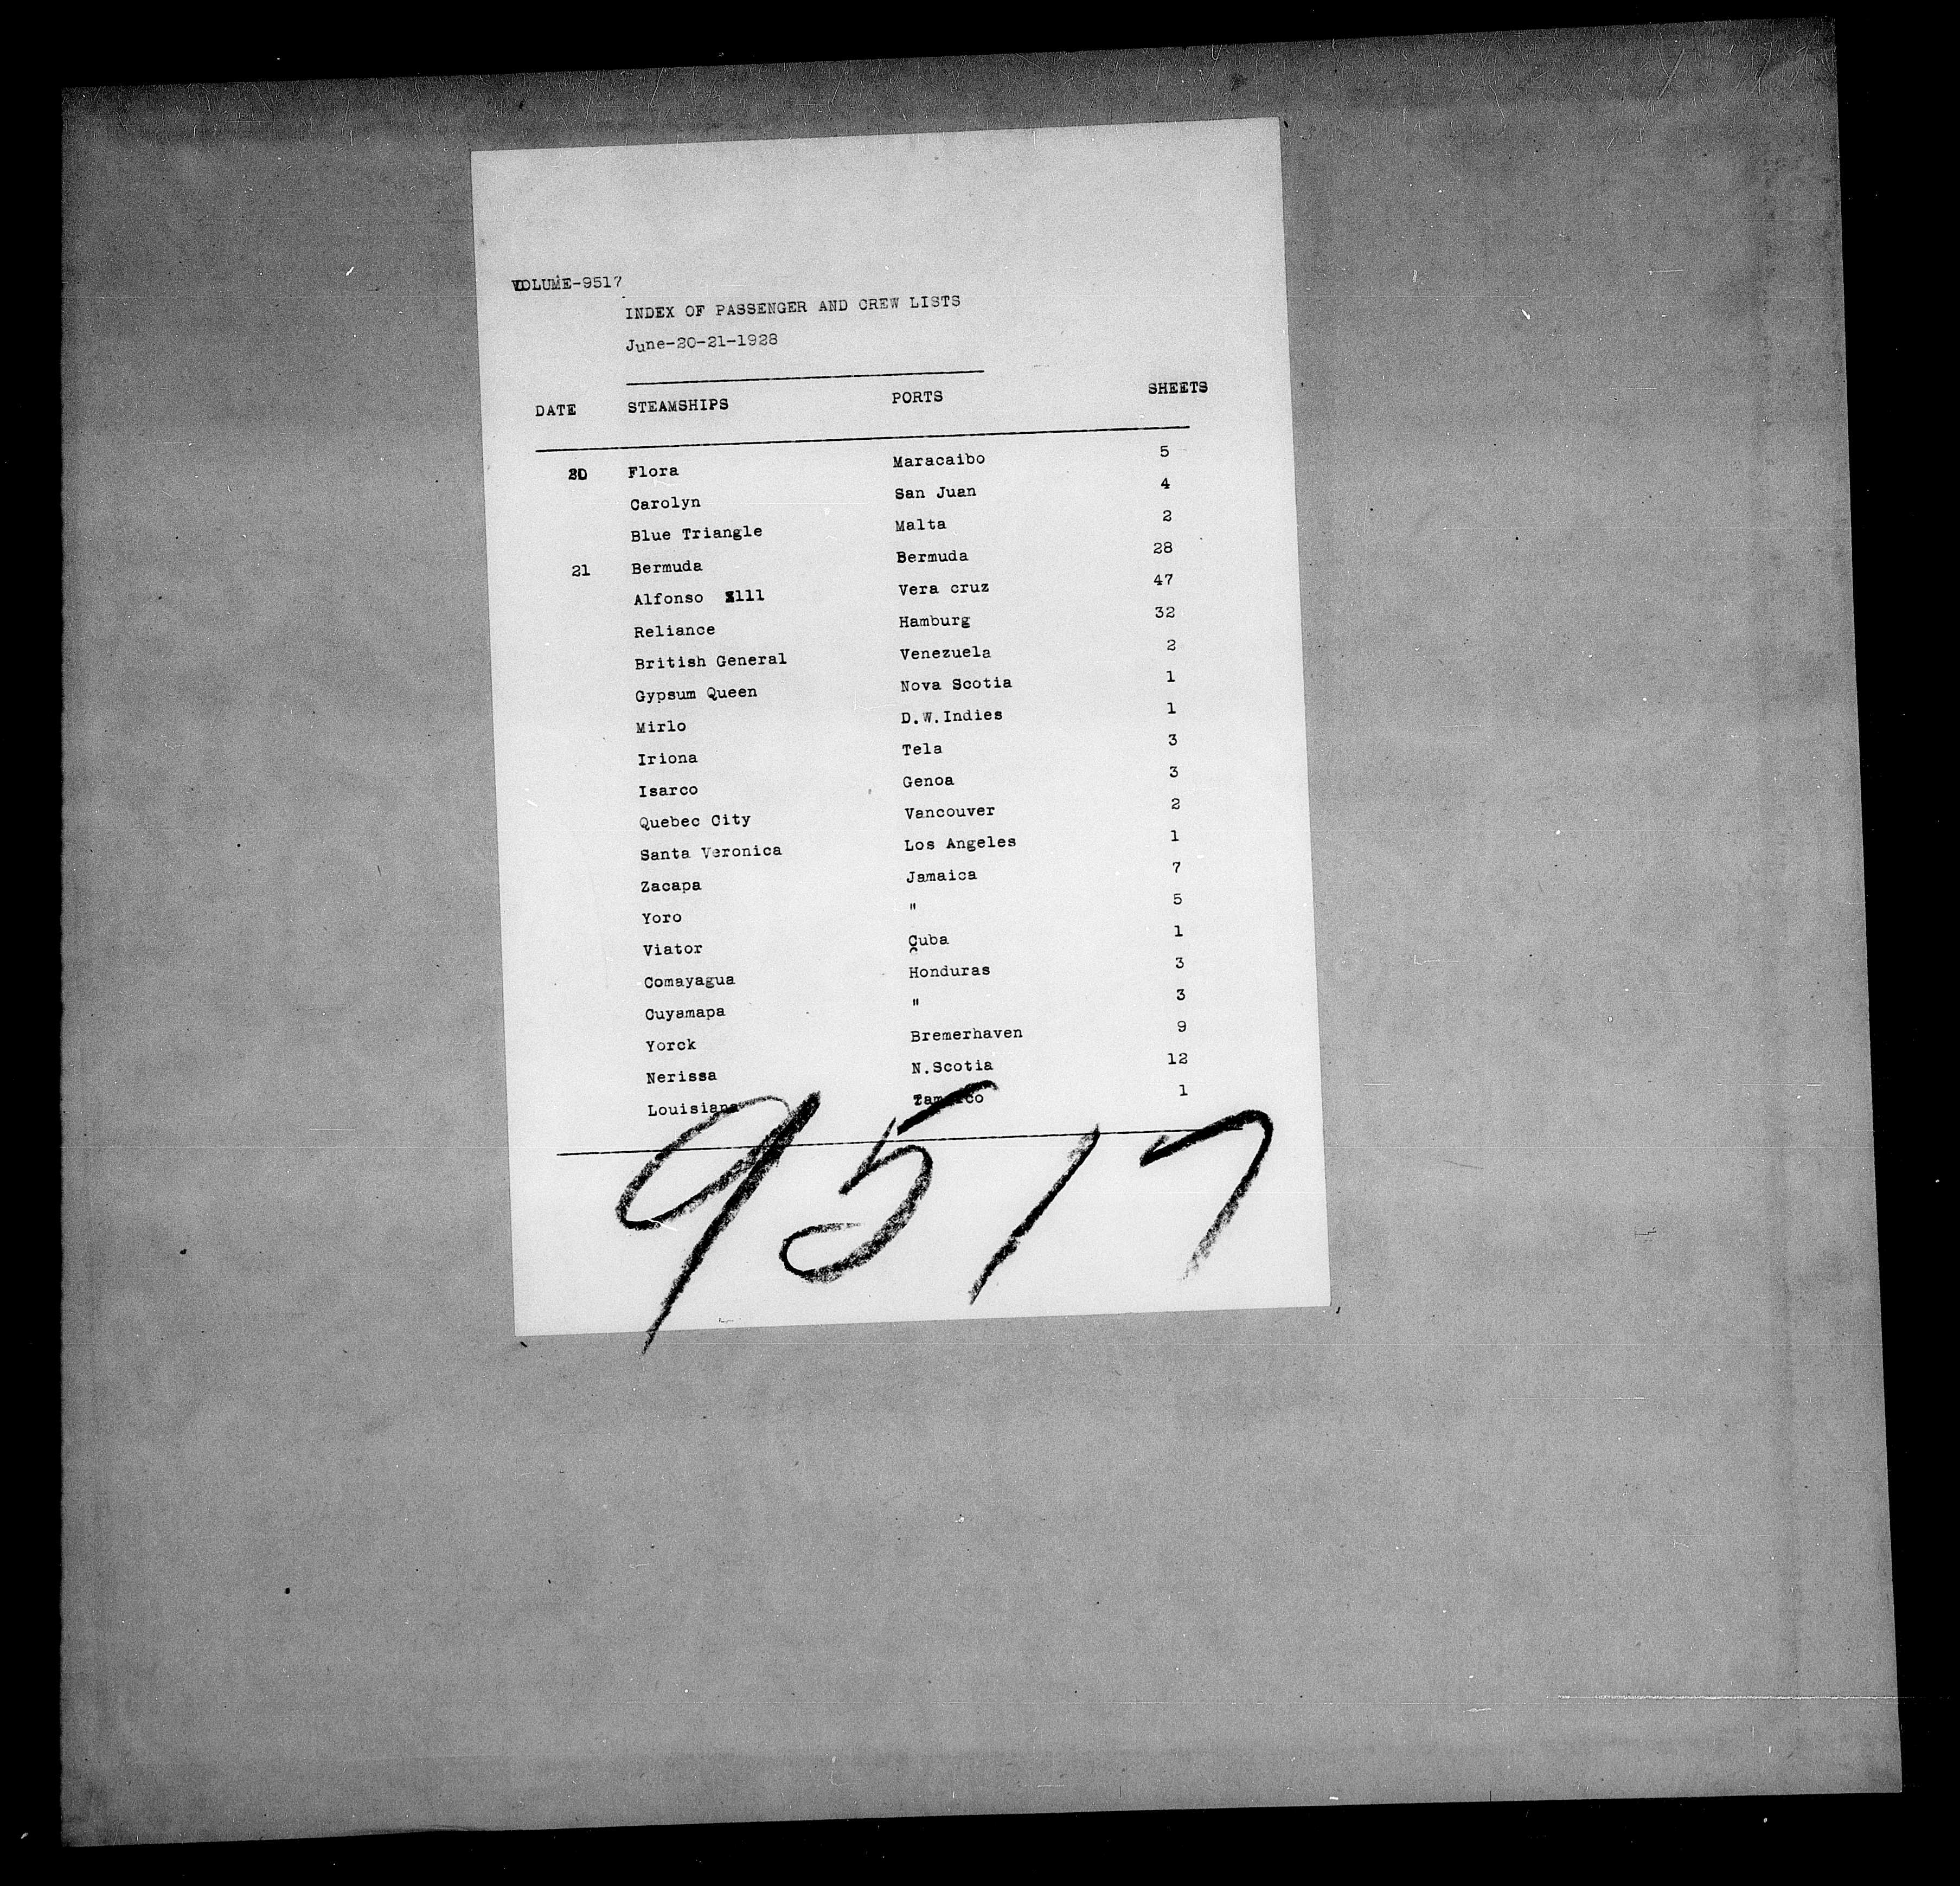 VOLUME-9517
INDEX OF PASSENGER AND CREW LISTS
June-20-21-1928
DATE STEAMSHIPS PORTS SHEETS
20 Flora Maracaibo 5
Carolyn San Juan 4
Blue Triangle Malta 2
21 Bermuda Bermuda 28
Alfonso Xlll Vera cruz 47
Reliance Hamburg 32
British General Venezuela 2
Gypsum Queen Nova Scotia 1
Mirlo D.W.Indies 1
Iriona Tela 3
Isarco Genoa 3
Quebec City Vancouver 2
Santa Veronica Los Angeles 1
Zacapa Jamaica 7
Yoro " 5
Viator Cuba 1
Comayagua Honduras 3
Cuyamapa " 3
Yorck Bremerhaven 9
Nerissa N.Scotia 12
Louisiana Tampico 1
9517